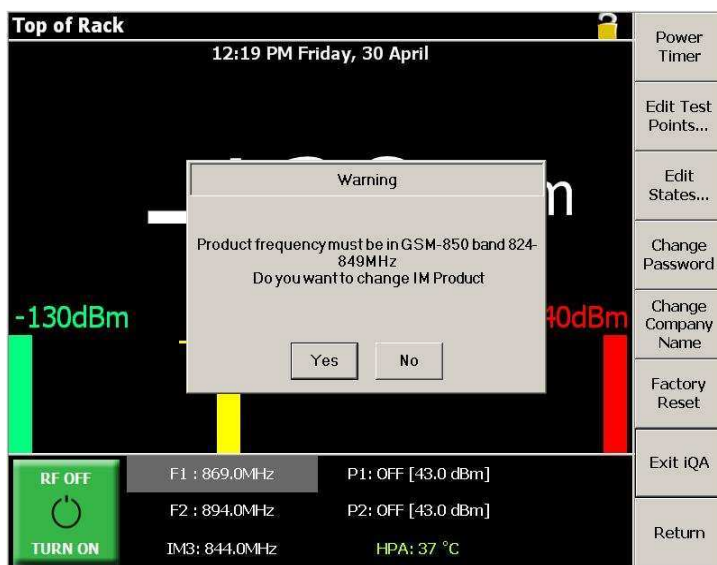 Top of Rack
12:19 PM Friday, 30 April
Power
Timer
Edit Test
Points...
Edit
States...
Change
Password
Change
Company
Name
Factory
Reset
Exit iQA
Return
Warning
Product frequency must be in GSM-850 band 824-
849MHz
Do you want to change IM Product
Yes
No
-130dBm
RF OFF
TURN ON
F1 : 869.0MHz
P1: OFF [43.0 dBm]
F2 : 894.0MHz
P2: OFF [43.0 dBm]
IM3: 844.0MHz
HPA: 37 °C